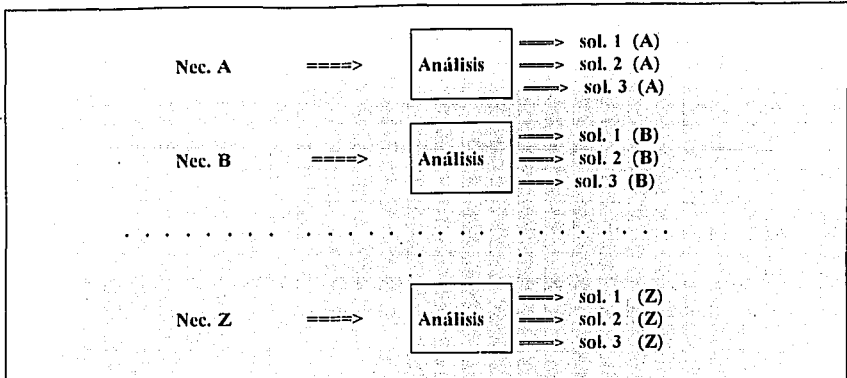 sol. 1 (A)
Nec. A ====> Análisis ===> sol. 2 (A)
===> sol. 3 (A)
===> sol. 1 (B)
Nec. B ====> Análisis ===> sol. 2 (B)
===> sol. 3 (B)
. . . . . . . . . . . . . . . . . . . . . . . . . .
===> sol. 1 (Z)
Nec. Z ====> Análisis ===> sol. 2 (Z)
===> sol. 3 (Z)